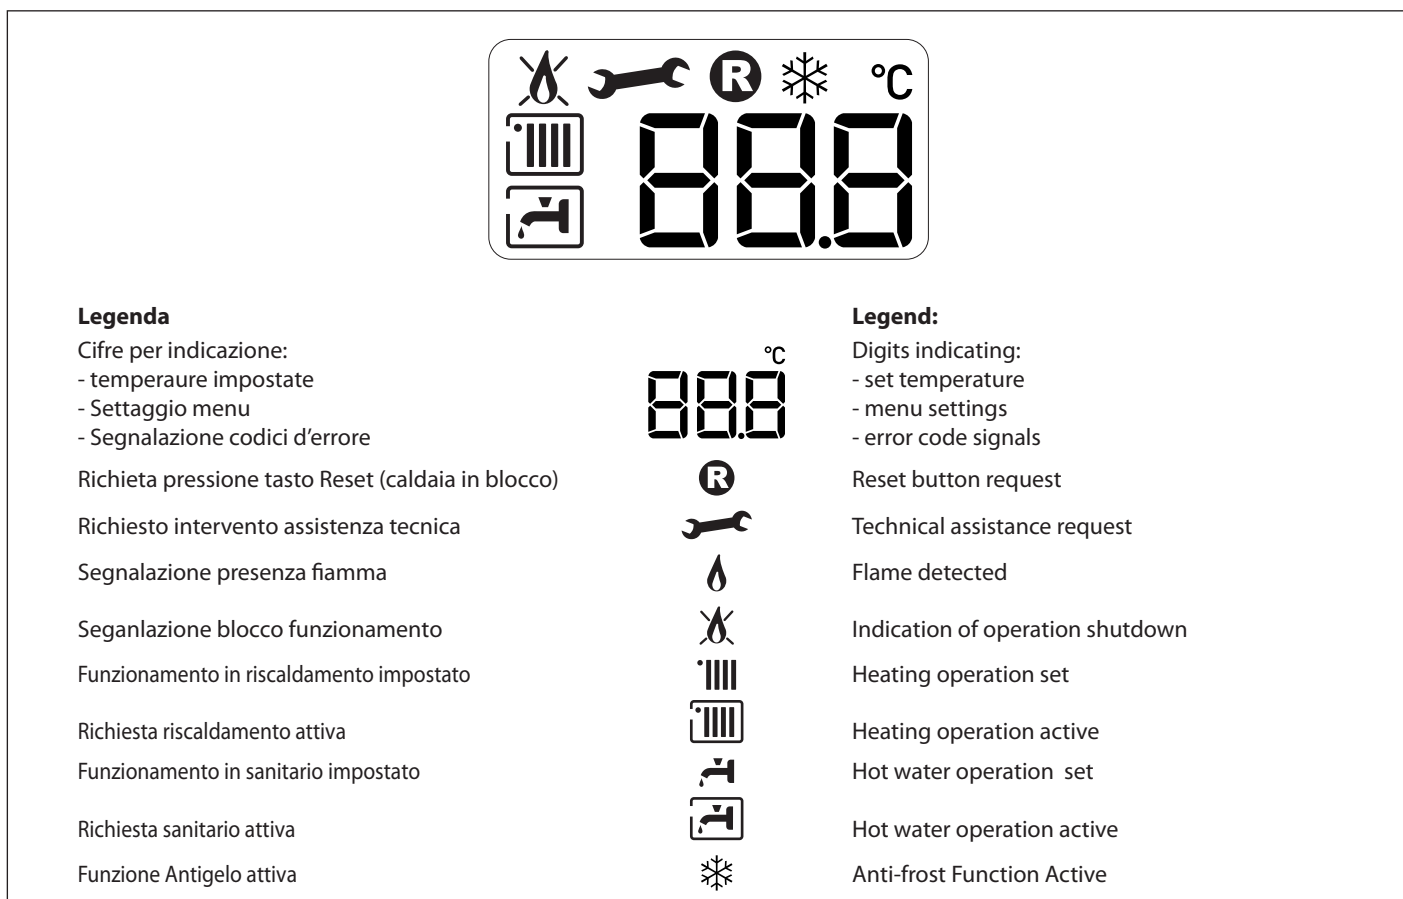 R °C
88.8
Legenda
Cifre per indicazione:
- temperaure impostate
- Settaggio menu
- Segnalazione codici d'errore
°C
88.8
Legend:
Digits indicating:
- set temperature
- menu settings
- error code signals
Richieta pressione tasto Reset (caldaia in blocco) R Reset button request
Richiesto intervento assistenza tecnica Technical assistance request
Segnalazione presenza fiamma Flame detected
Seganlazione blocco funzionamento Indication of operation shutdown
Funzionamento in riscaldamento impostato Heating operation set
Richiesta riscaldamento attiva Heating operation active
Funzionamento in sanitario impostato Hot water operation set
Richiesta sanitario attiva Hot water operation active
Funzione Antigelo attiva Anti-frost Function Active